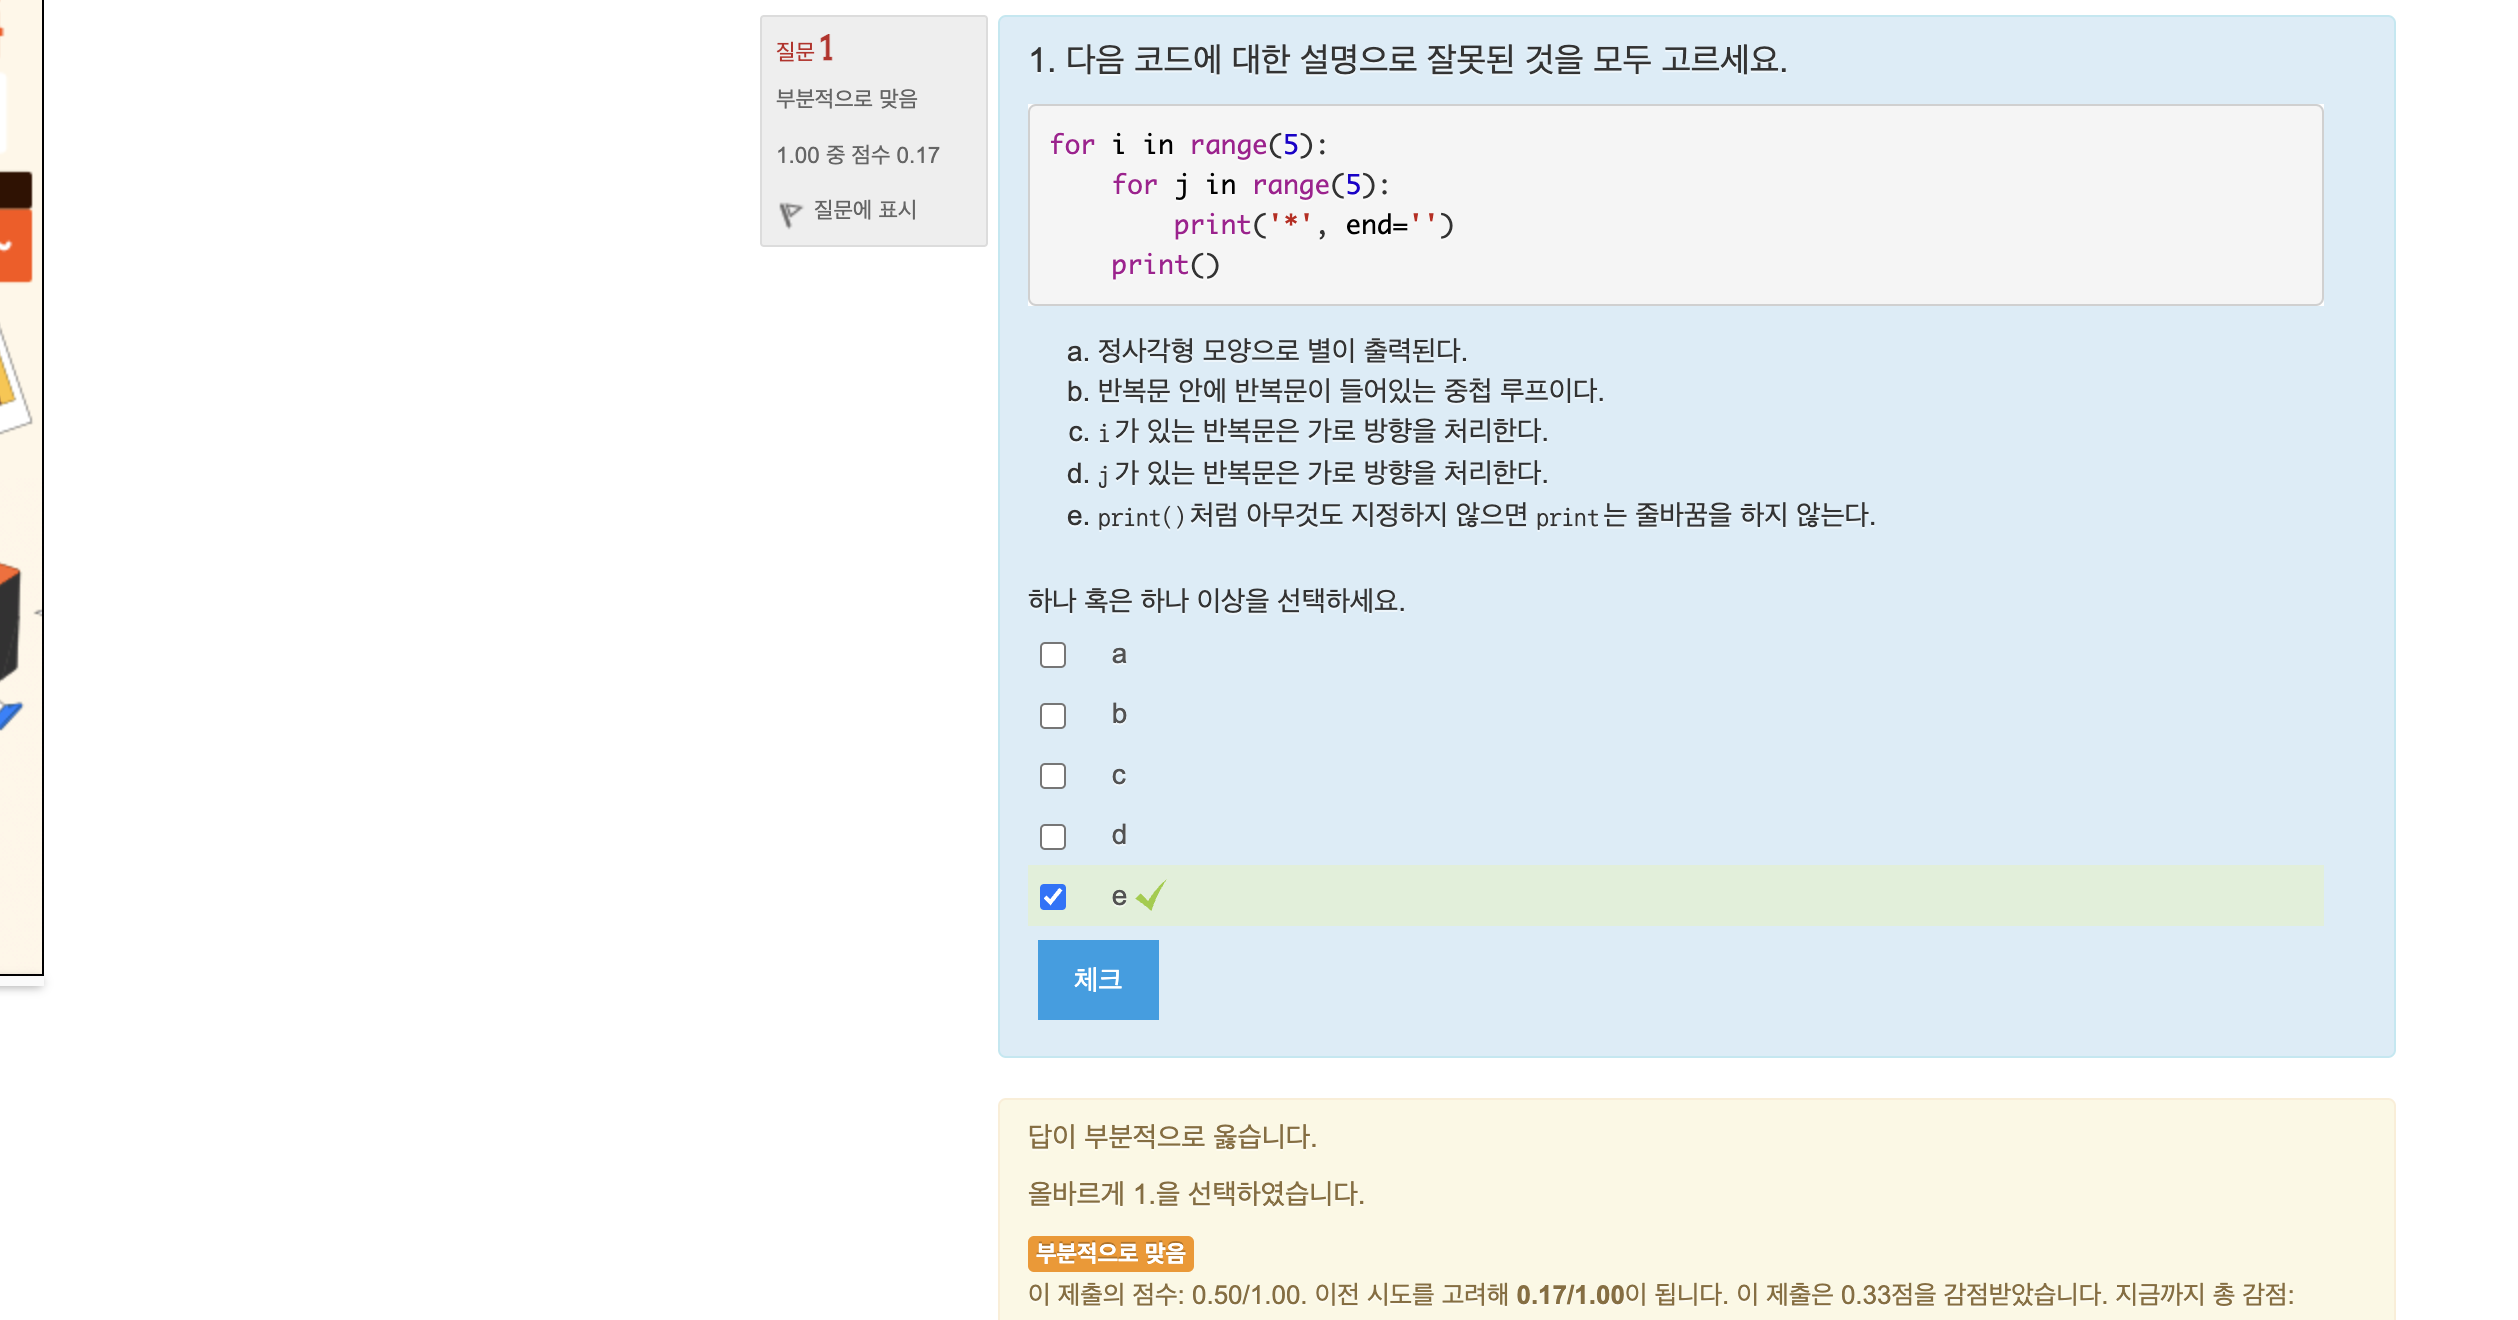 질문 1
부분적으로 맞음
1.00 중 점수 0.17
질문에 표시
1. 다음 코드에 대한 설명으로 잘못된 것을 모두 고르세요.
for i in range(5):
    for j in range(5):
        print('*', end='')
    print()
a. 정사각형 모양으로 별이 출력된다.
b. 반복문 안에 반복문이 들어있는 중첩 루프이다.
c. i가 있는 반복문은 가로 방향을 처리한다.
d. j가 있는 반복문은 가로 방향을 처리한다.
e. print()처럼 아무것도 지정하지 않으면 print는 줄바꿈을 하지 않는다.
하나 혹은 하나 이상을 선택하세요.
a
b
c
d
e
체크
답이 부분적으로 옳습니다.
올바르게 1.을 선택하였습니다.
부분적으로 맞음
이 제출의 점수: 0.50/1.00. 이전 시도를 고려해 0.17/1.00이 됩니다. 이 제출은 0.33점을 감점받았습니다. 지금까지 총 감점: